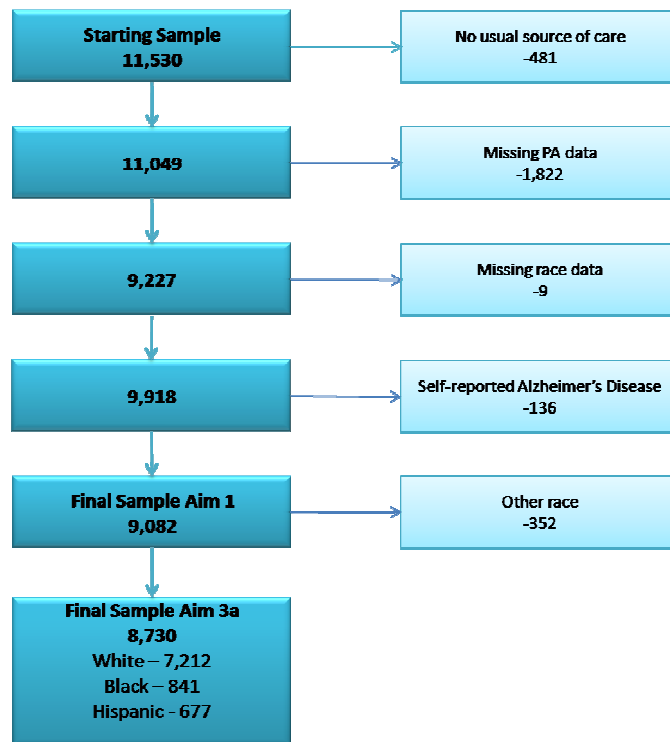 Starting Sample
11,530
No usual source of care
-481
11,049
Missing PA data
-1,822
9,227
Missing race data
-9
9,918
Self-reported Alzheimer's Disease
-136
Final Sample Aim 1
9,082
Other race
-352
Final Sample Aim 3a
8,730
White – 7,212
Black – 841
Hispanic - 677